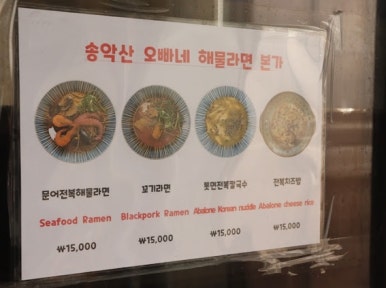 송악산 오빠네 해물라면 본가
문어전복해물라면
꼬기라면
톳면전복칼국수
전복치즈밥
Seafood Ramen
Blackpork Ramen
Abalone Korean nuddle
Abalone cheese rice
₩15,000
₩15,000
₩15,000
₩15,000